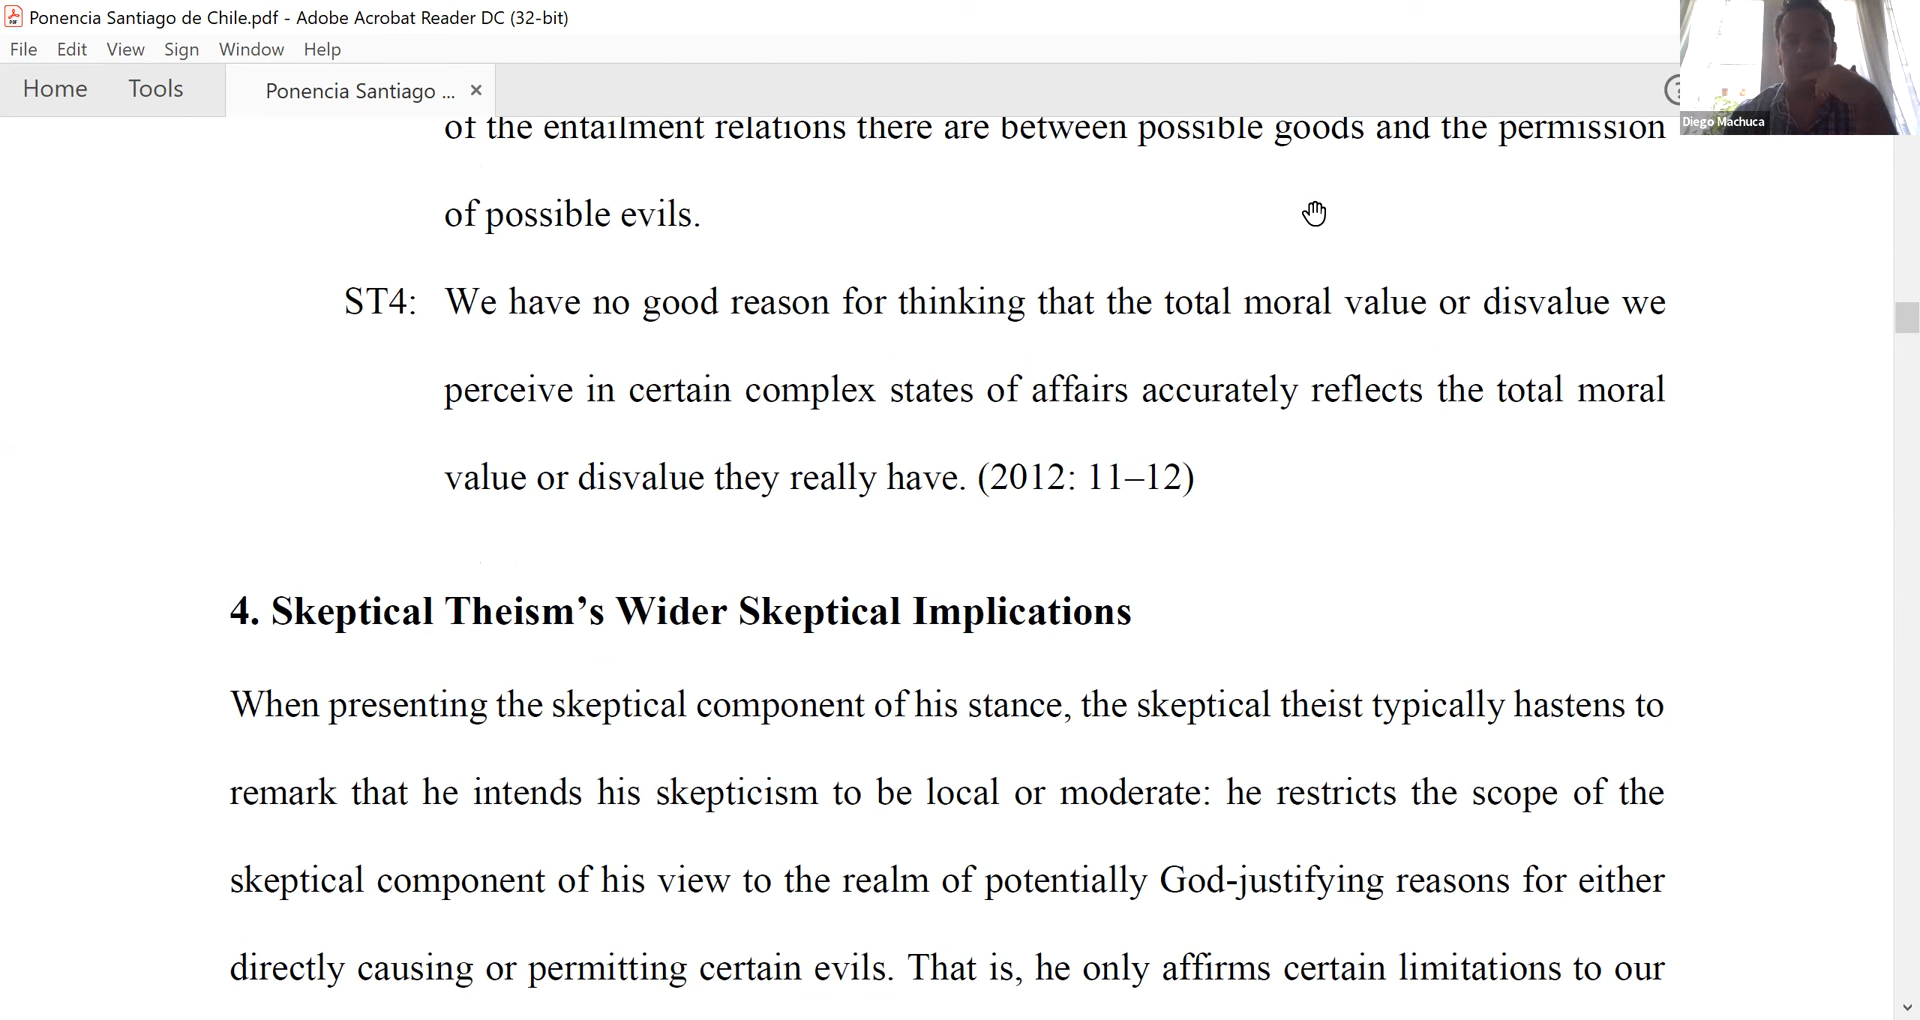 Ponencia Santiago de Chile.pdf - Adobe Acrobat Reader DC (32-bit)
File Edit View Sign Window Help
Home Tools Ponencia Santiago ... ×
Diego Machuca
of the entailment relations there are between possible goods and the permission
of possible evils.
ST4: We have no good reason for thinking that the total moral value or disvalue we
perceive in certain complex states of affairs accurately reflects the total moral
value or disvalue they really have. (2012: 11–12)
4. Skeptical Theism’s Wider Skeptical Implications
When presenting the skeptical component of his stance, the skeptical theist typically hastens to
remark that he intends his skepticism to be local or moderate: he restricts the scope of the
skeptical component of his view to the realm of potentially God-justifying reasons for either
directly causing or permitting certain evils. That is, he only affirms certain limitations to our